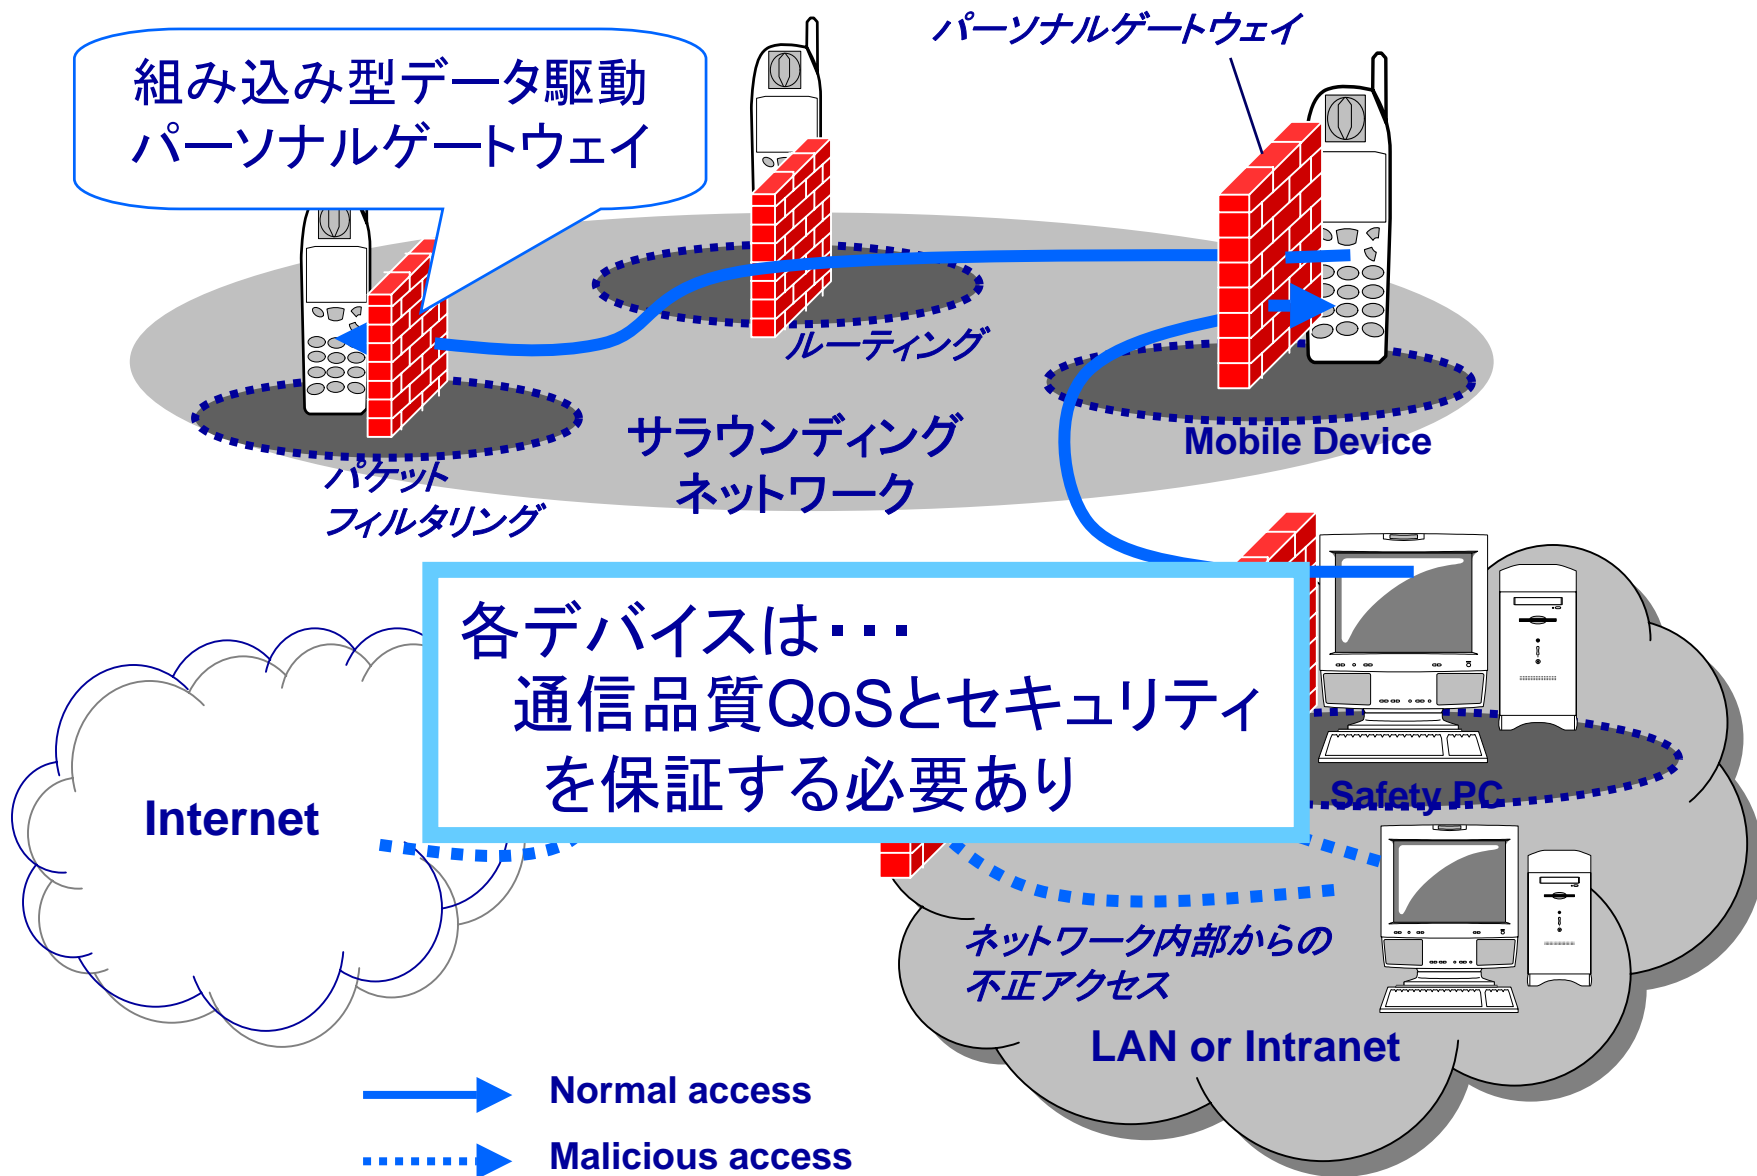 パーソナルゲートウェイ
組み込み型データ駆動
パーソナルゲートウェイ
ルーティング
サラウンディング
ネットワーク
Mobile Device
パケット
フィルタリング
各デバイスは・・・
通信品質QoSとセキュリティ
を保証する必要あり
Internet
Safety PC
ネットワーク内部からの
不正アクセス
LAN or Intranet
Normal access
Malicious access